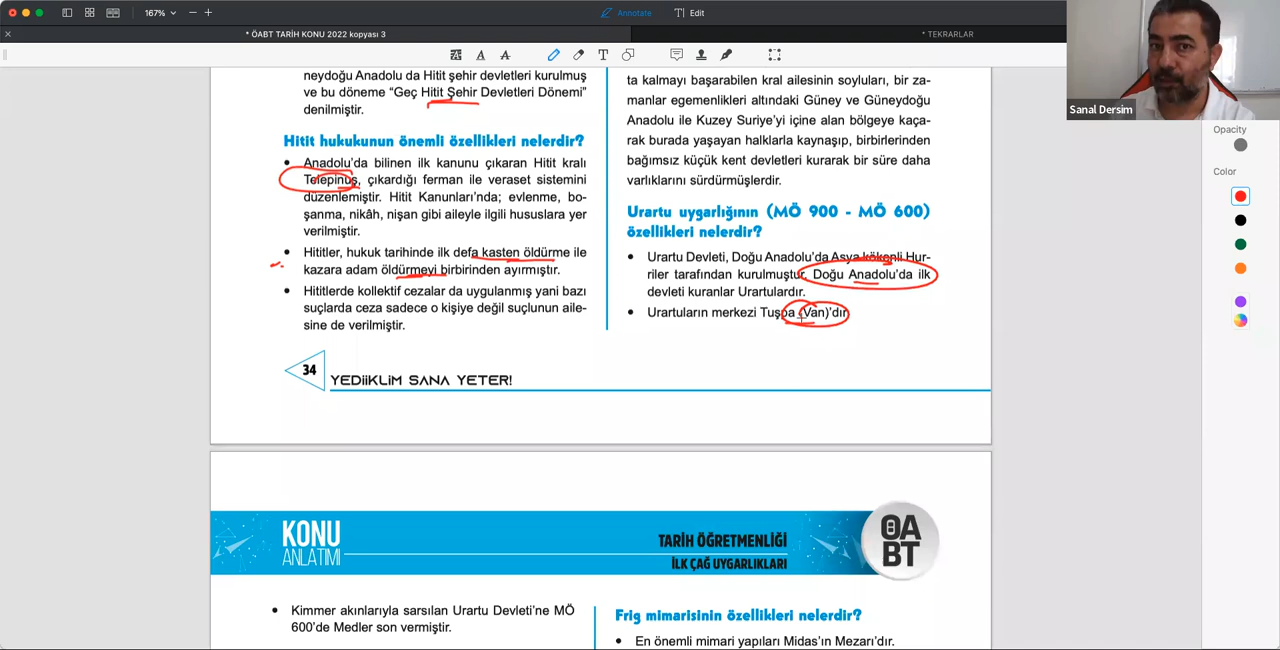 167%
Annotate
Edit
* ÖABT TARİH KONU 2022 kopyası 3
* TEKRARLAR
Sanal Dersim
Opacity
Color
neydoğu Anadolu da Hitit şehir devletleri kurulmuş
ve bu döneme “Geç Hitit Şehir Devletleri Dönemi”
denilmiştir.
Hitit hukukunun önemli özellikleri nelerdir?
• Anadolu’da bilinen ilk kanunu çıkaran Hitit kralı
Telepinuş, çıkardığı ferman ile veraset sistemini
düzenlemiştir. Hitit Kanunları’nda; evlenme, bo-
şanma, nikâh, nişan gibi aileyle ilgili hususlara yer
verilmiştir.
• Hititler, hukuk tarihinde ilk defa kasten öldürme ile
kazara adam öldürmeyi birbirinden ayırmıştır.
• Hititlerde kollektif cezalar da uygulanmış yani bazı
suçlarda ceza sadece o kişiye değil suçlunun aile-
sine de verilmiştir.
ta kalmayı başarabilen kral ailesinin soyluları, bir za-
manlar egemenlikleri altındaki Güney ve Güneydoğu
Anadolu ile Kuzey Suriye’yi içine alan bölgeye kaça-
rak burada yaşayan halklarla kaynaşıp, birbirlerinden
bağımsız küçük kent devletleri kurarak bir süre daha
varlıklarını sürdürmüşlerdir.
Urartu uygarlığının (MÖ 900 - MÖ 600)
özellikleri nelerdir?
• Urartu Devleti, Doğu Anadolu’da Asya kökenli Hur-
riler tarafından kurulmuştur. Doğu Anadolu’da ilk
devleti kuranlar Urartulardır.
• Urartuların merkezi Tuşpa (Van)’dır.
34
YEDiiKLiM SANA YETER!
KONU
ANLATIMI
TARİH ÖĞRETMENLİĞİ
İLK ÇAĞ UYGARLIKLARI
ÖA
BT
• Kimmer akınlarıyla sarsılan Urartu Devleti’ne MÖ
600’de Medler son vermiştir.
Frig mimarisinin özellikleri nelerdir?
• En önemli mimari yapıları Midas’ın Mezarı’dır.